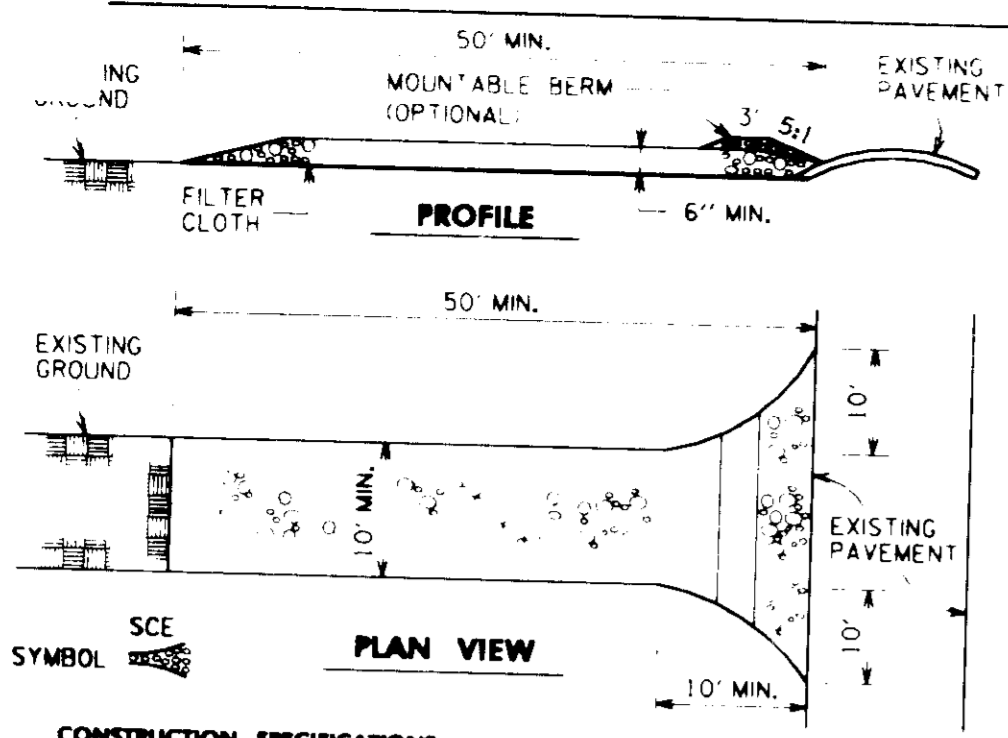 50' MIN.
ING
MOUNTABLE BERM
(OPTIONAL)
3' 5:1
EXISTING
PAVEMENT
FILTER
CLOTH
PROFILE
6" MIN.
50' MIN.
EXISTING
GROUND
10'
10' MIN.
EXISTING
PAVEMENT
10'
SCE
SYMBOL
PLAN VIEW
10' MIN.
CONSTRUCTION SPECIFICATIONS